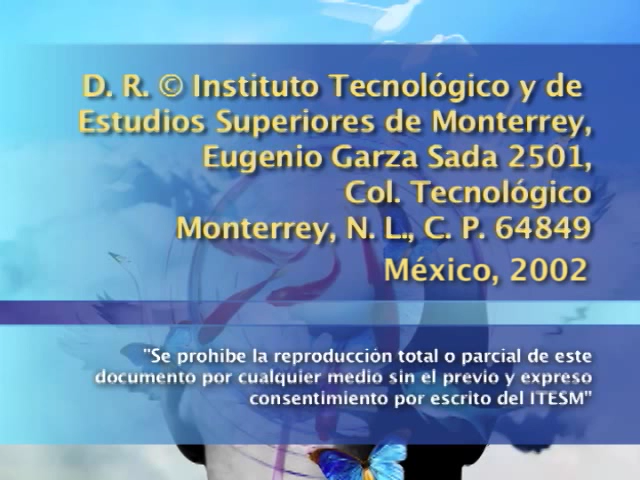 D. R. © Instituto Tecnológico y de
Estudios Superiores de Monterrey,
Eugenio Garza Sada 2501,
Col. Tecnológico
Monterrey, N. L., C. P. 64849
México, 2002
"Se prohibe la reproducción total o parcial de este
documento por cualquier medio sin el previo y expreso
consentimiento por escrito del ITESM"